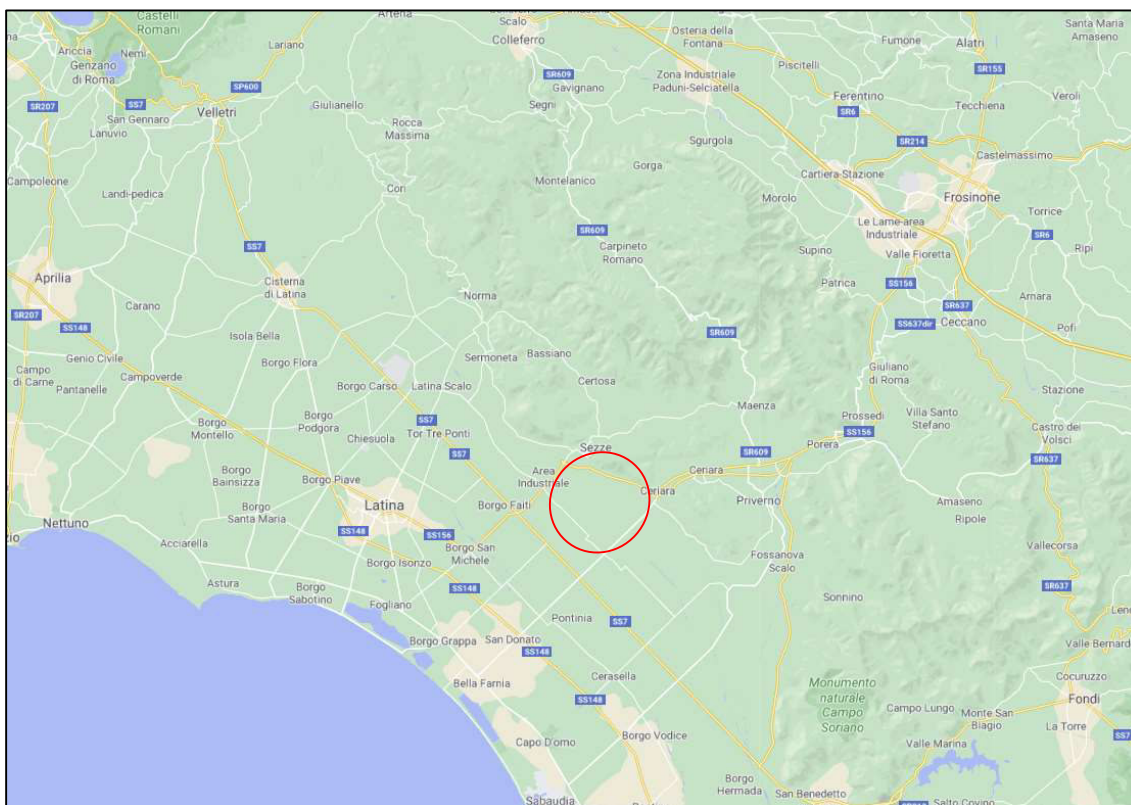 Castelli
Romani
Artena
Lariano
Colleferro
Scalo
Osteria della
Fontana
Fumone
Alatri
Santa Maria
Amaseno
Ariccia
Nemi
Genzano
di Roma
SR207
SS7
San Gennaro
Lanuvio
Velletri
SP600
Giulianello
Rocca
Massima
SR609
Gavignano
Segni
Zona Industriale
Paduni-Selciatella
Piscitelli
Ferentino
SR6
SR155
Tecchiena
Veroli
SR214
Castelmassimo
Sgurgola
Gorga
Montelanico
Cartiera-Stazione
Morolo
Frosinone
Torrice
SR6
Ripi
Campoleone
Landi-pedica
Cori
SS7
SR609
Carpineto
Romano
Le Lame-area
Industriale
Supino
Valle Fioretta
Patrica
SS156
Arnara
Aprilia
SR207
SS148
Carano
Cisterna
di Latina
Norma
Isola Bella
SR609
SS637dir
SR637
Ceccano
Pofi
Genio Civile
Campo
di Carne
Pantanelle
Campoverde
Borgo Flora
Sermoneta
Bassiano
Certosa
Borgo Carso
Latina Scalo
Giuliano
di Roma
Stazione
Maenza
Prossedi
Villa Santo
Stefano
Castro dei
Volsci
Borgo
Montello
Borgo
Podgora
Chiesuola
SS7
Tor Tre Ponti
SS7
Sezze
SS156
Porera
SR609
SR637
Borgo
Bainsizza
Borgo Piave
Area
Industriale
Ceriara
Ceriara
Priverno
Amaseno
Ripole
Nettuno
Borgo
Santa Maria
Latina
Borgo Faiti
SS148
SS156
Acciarella
Borgo San
Michele
Borgo Isonzo
Fossanova
Scalo
Vallecorsa
Astura
Borgo
Sabotino
Fogliano
SS148
SS7
Sonnino
SR637
Pontinia
SS7
Borgo Grappa
San Donato
SS148
Valle Bernardo
Bella Farnia
Cerasella
SS148
Monumento
naturale
Campo
Soriano
Cocuruzzo
Fondi
Campo Lungo
Monte San
Biagio
La Torre
SS7
Capo D'omo
Borgo Vodice
Valle Marina
Borgo
Hermada
Sabaudia
San Benedetto
Salto Covino